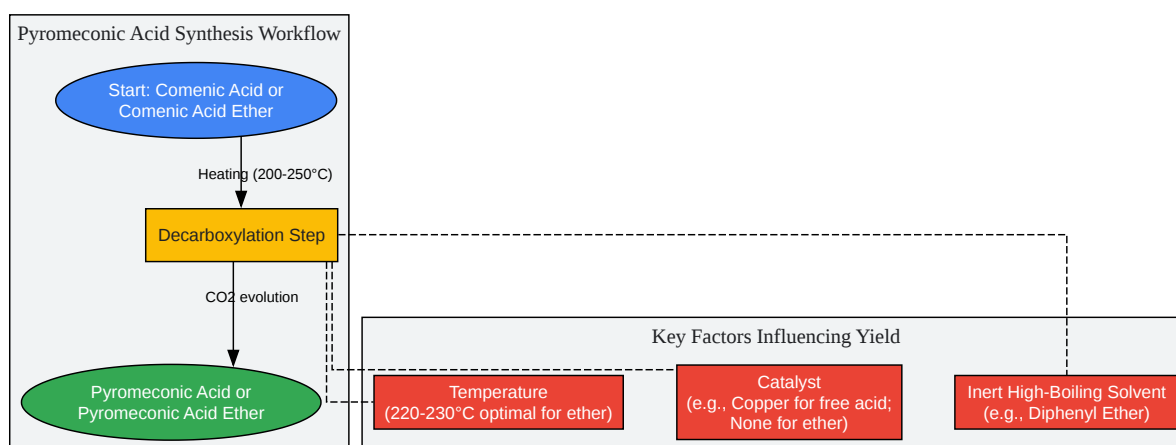 Pyromeconic Acid Synthesis Workflow
Start: Comenic Acid or
Comenic Acid Ether
Heating (200-250°C)
Decarboxylation Step
CO2 evolution
Pyromeconic Acid or
Pyromeconic Acid Ether
Key Factors Influencing Yield
Temperature
(220-230°C optimal for ether)
Catalyst
(e.g., Copper for free acid;
None for ether)
Inert High-Boiling Solvent
(e.g., Diphenyl Ether)